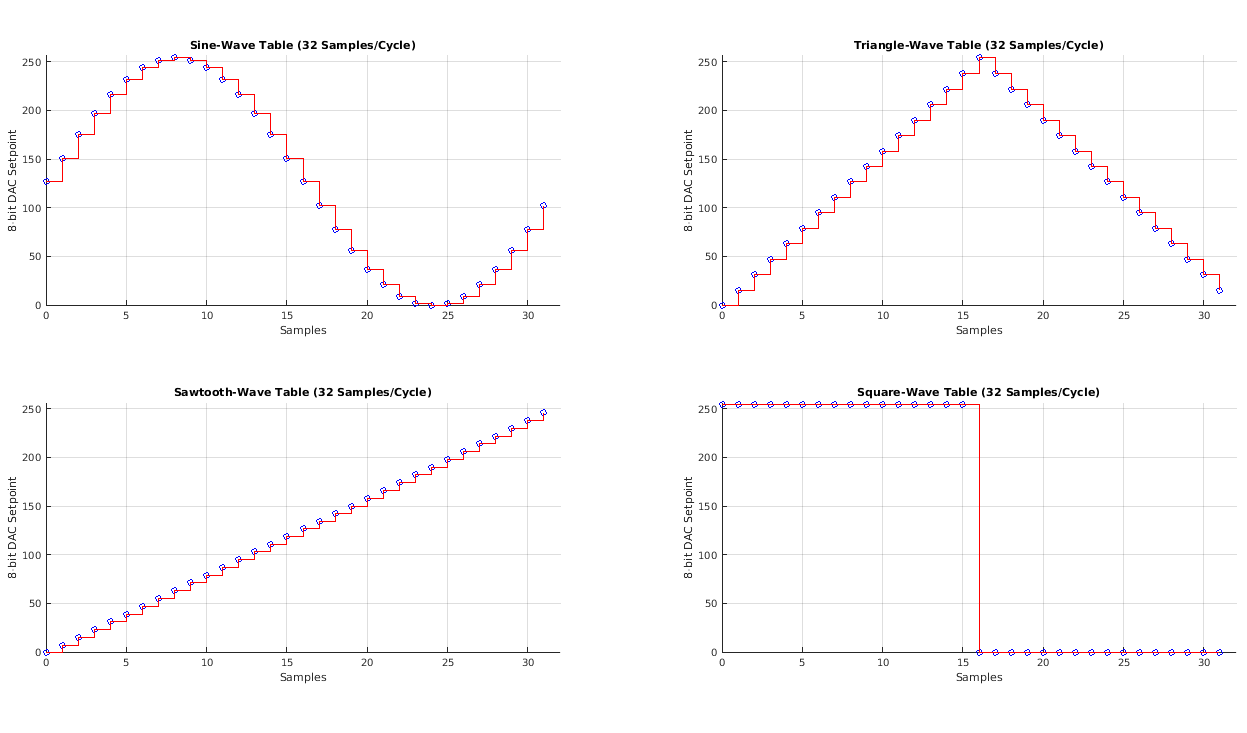 Sine-Wave Table (32 Samples/Cycle)
8-bit DAC Setpoint
250
200
150
100
50
0
0 5 10 15 20 25 30
Samples
Triangle-Wave Table (32 Samples/Cycle)
8-bit DAC Setpoint
250
200
150
100
50
0
0 5 10 15 20 25 30
Samples
Sawtooth-Wave Table (32 Samples/Cycle)
8-bit DAC Setpoint
250
200
150
100
50
0
0 5 10 15 20 25 30
Samples
Square-Wave Table (32 Samples/Cycle)
8-bit DAC Setpoint
250
200
150
100
50
0
0 5 10 15 20 25 30
Samples